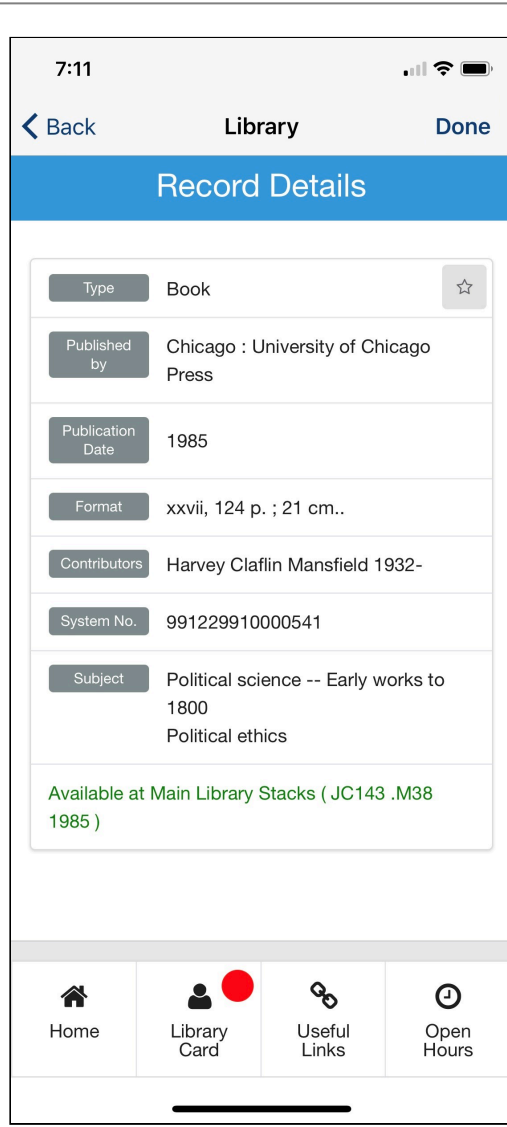 7:11
Back
Library
Done
Record Details
Type
Book
Published
by
Chicago : University of Chicago
Press
Publication
Date
1985
Format
xxvii, 124 p. ; 21 cm..
Contributors
Harvey Claflin Mansfield 1932-
System No.
991229910000541
Subject
Political science -- Early works to
1800
Political ethics
Available at Main Library Stacks ( JC143 .M38
1985 )
Home
Library
Card
Useful
Links
Open
Hours